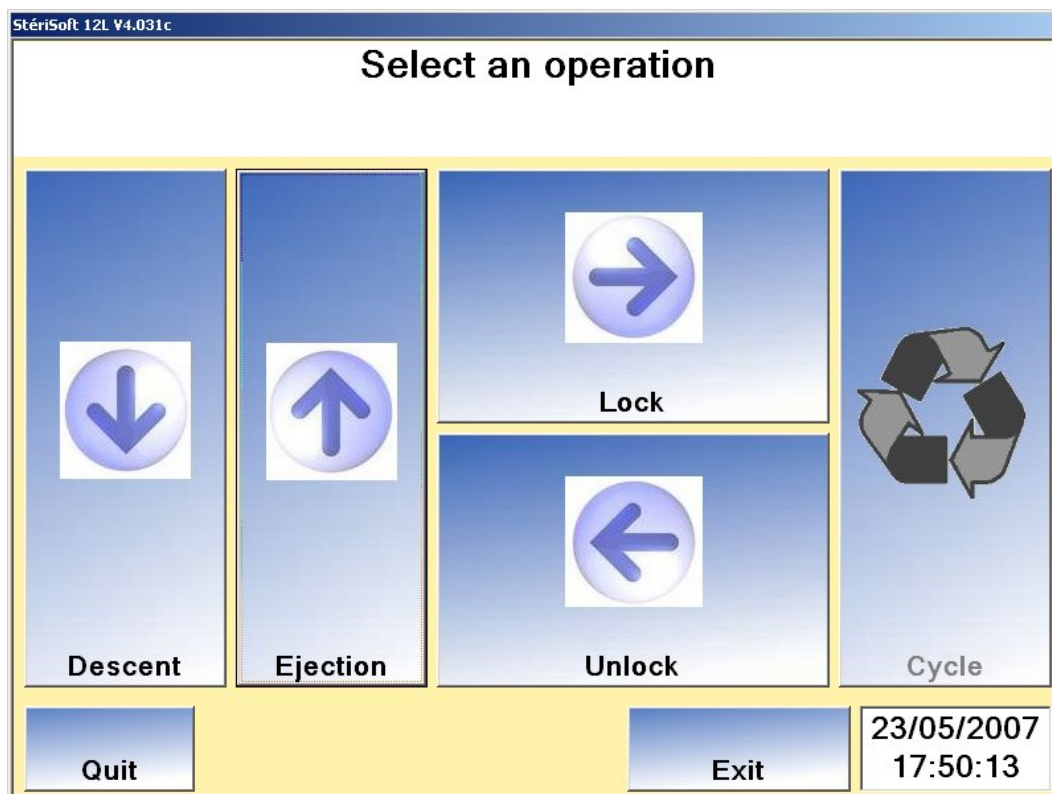 StériSoft 12L V4.031c
Select an operation
Lock
Descent
Ejection
Unlock
Cycle
Quit
Exit
23/05/2007
17:50:13